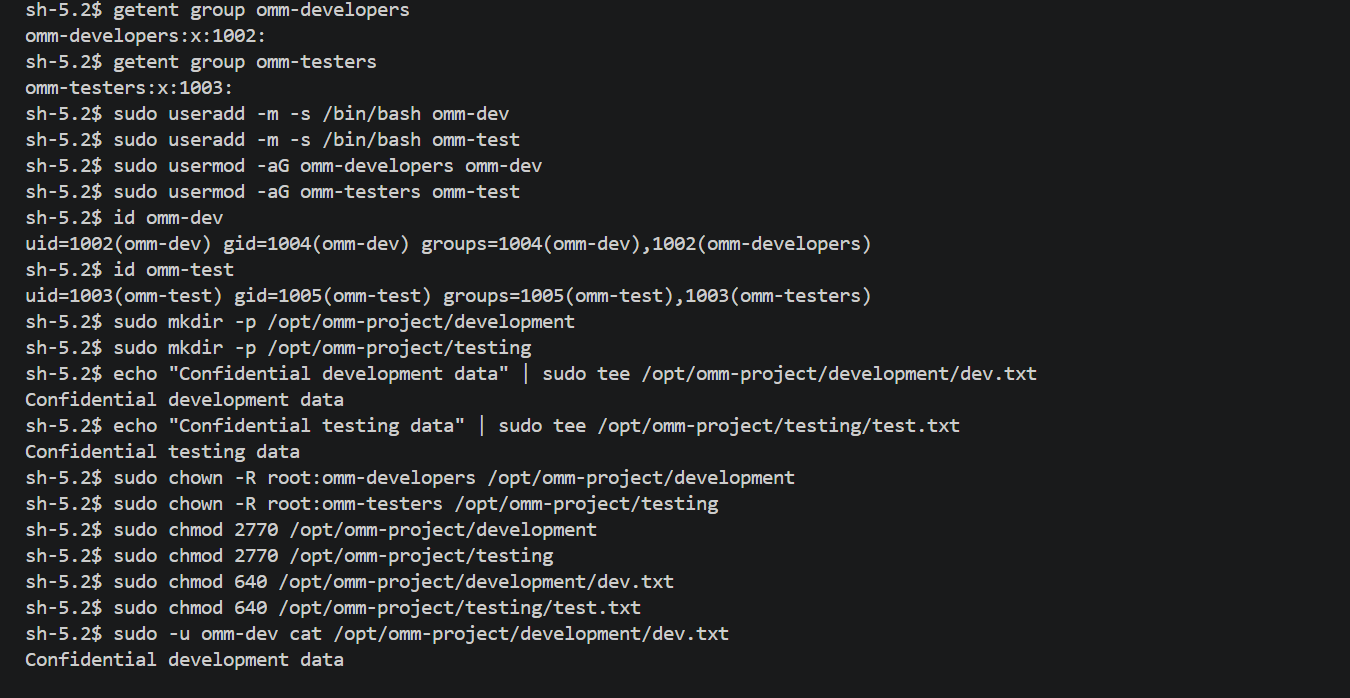 sh-5.2$ getent group omm-developers
omm-developers:x:1002:
sh-5.2$ getent group omm-testers
omm-testers:x:1003:
sh-5.2$ sudo useradd -m -s /bin/bash omm-dev
sh-5.2$ sudo useradd -m -s /bin/bash omm-test
sh-5.2$ sudo usermod -aG omm-developers omm-dev
sh-5.2$ sudo usermod -aG omm-testers omm-test
sh-5.2$ id omm-dev
uid=1002(omm-dev) gid=1004(omm-dev) groups=1004(omm-dev),1002(omm-developers)
sh-5.2$ id omm-test
uid=1003(omm-test) gid=1005(omm-test) groups=1005(omm-test),1003(omm-testers)
sh-5.2$ sudo mkdir -p /opt/omm-project/development
sh-5.2$ sudo mkdir -p /opt/omm-project/testing
sh-5.2$ echo "Confidential development data" | sudo tee /opt/omm-project/development/dev.txt
Confidential development data
sh-5.2$ echo "Confidential testing data" | sudo tee /opt/omm-project/testing/test.txt
Confidential testing data
sh-5.2$ sudo chown -R root:omm-developers /opt/omm-project/development
sh-5.2$ sudo chown -R root:omm-testers /opt/omm-project/testing
sh-5.2$ sudo chmod 2770 /opt/omm-project/development
sh-5.2$ sudo chmod 2770 /opt/omm-project/testing
sh-5.2$ sudo chmod 640 /opt/omm-project/development/dev.txt
sh-5.2$ sudo chmod 640 /opt/omm-project/testing/test.txt
sh-5.2$ sudo -u omm-dev cat /opt/omm-project/development/dev.txt
Confidential development data